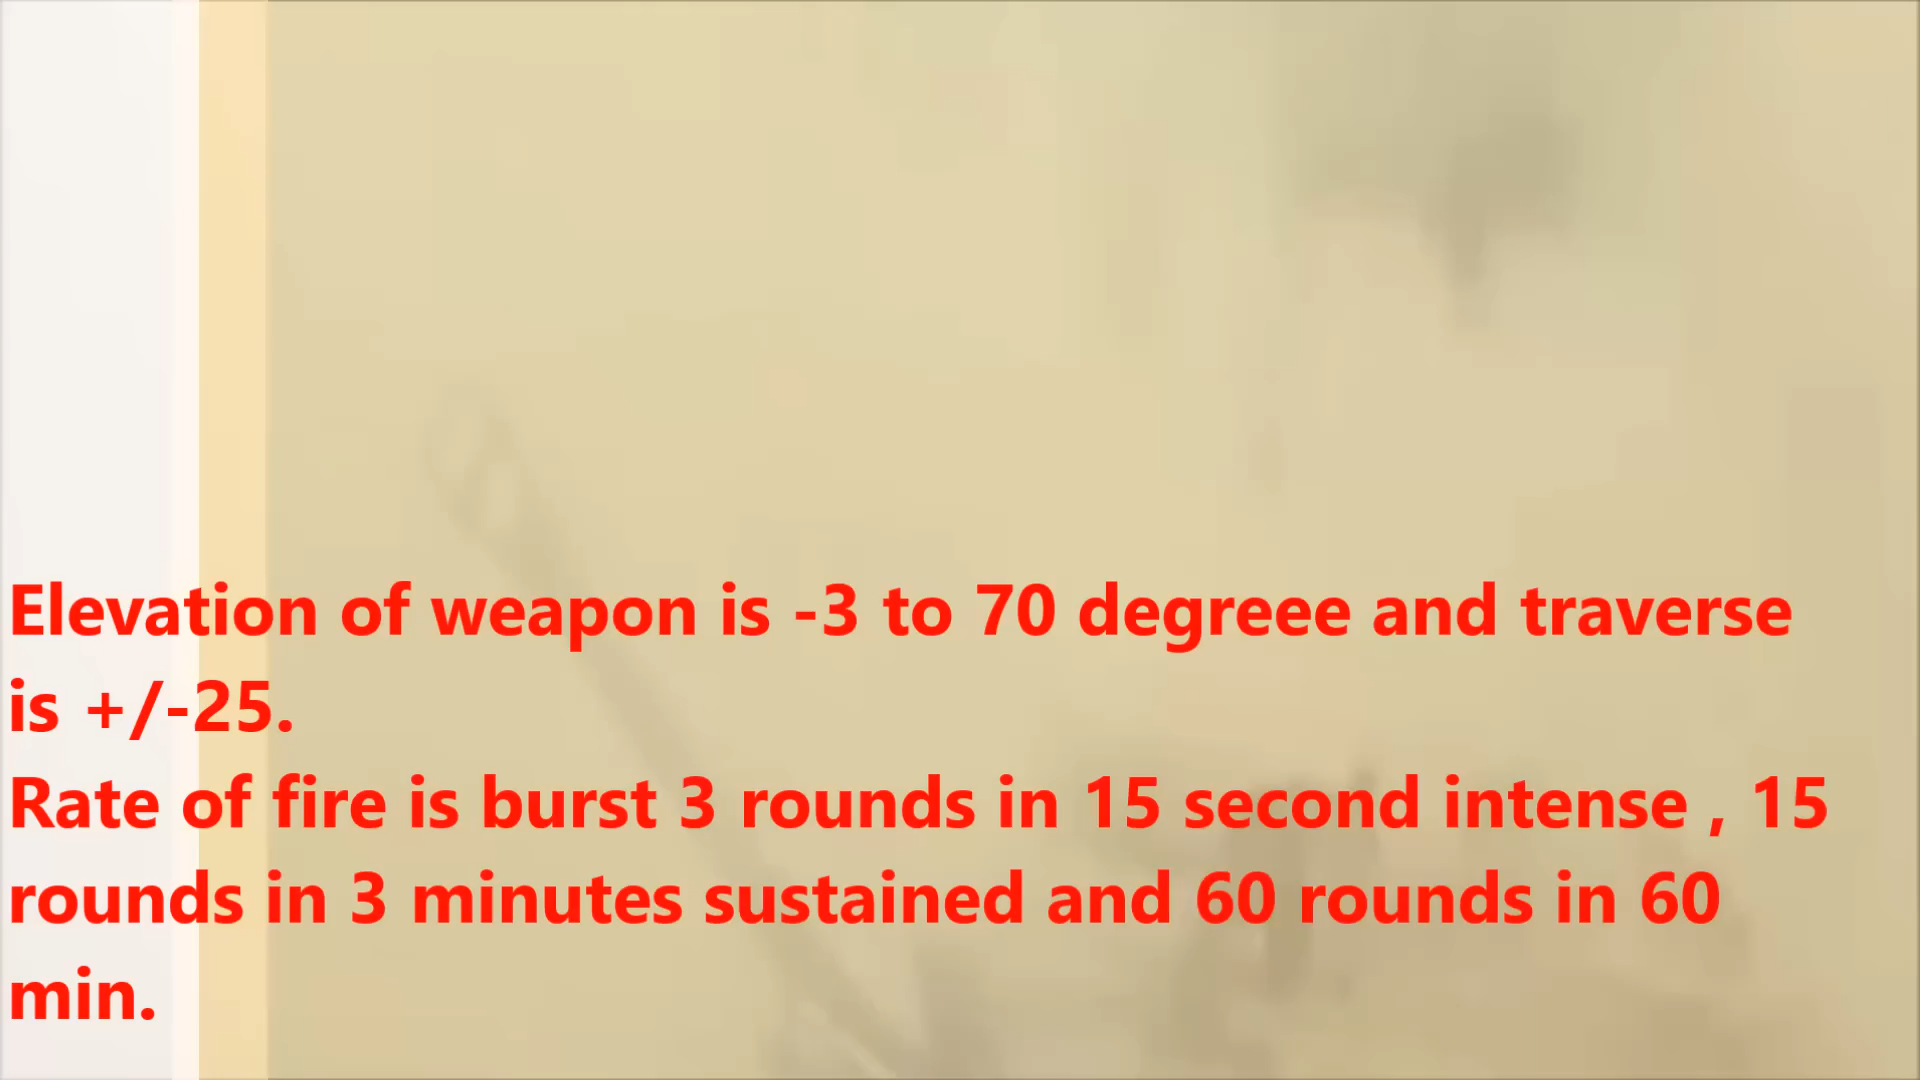 Elevation of weapon is -3 to 70 degreee and traverse
is +/-25.
Rate of fire is burst 3 rounds in 15 second intense , 15
rounds in 3 minutes sustained and 60 rounds in 60
min.